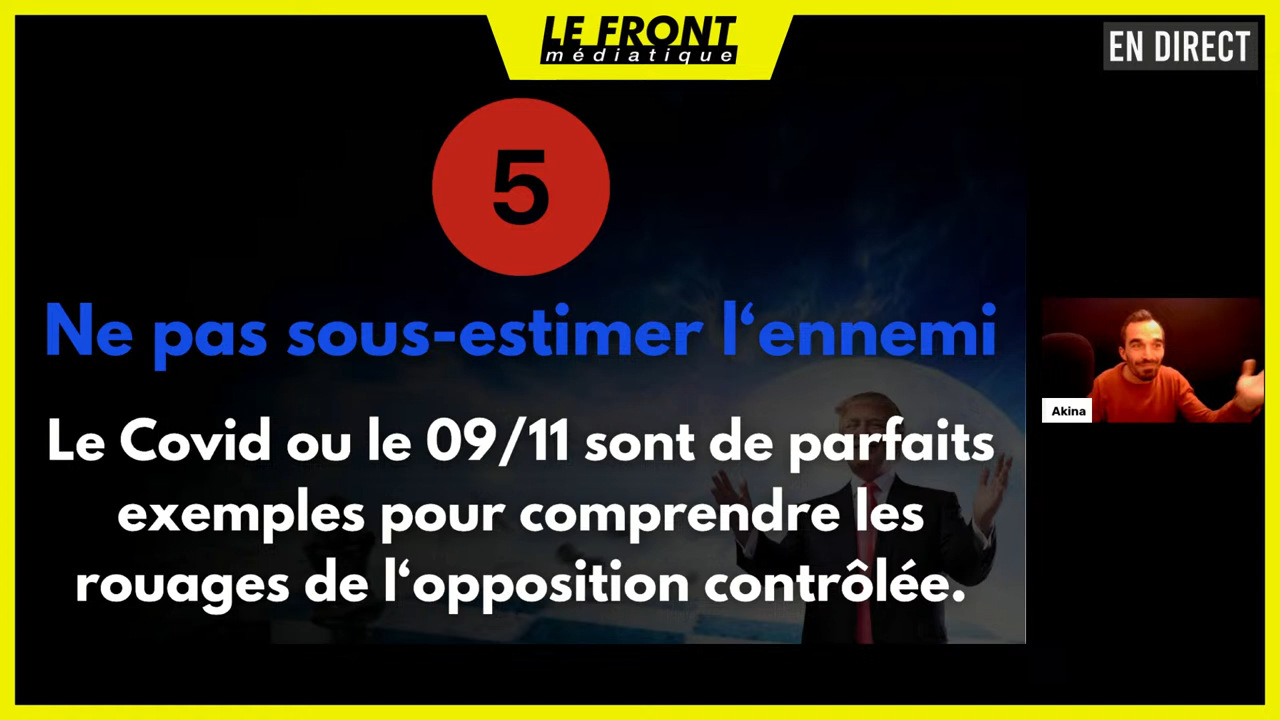 LE FRONT
médiatique
EN DIRECT
5
Ne pas sous-estimer l‘ennemi
Le Covid ou le 09/11 sont de parfaits
exemples pour comprendre les
rouages de l‘opposition contrôlée.
Akina